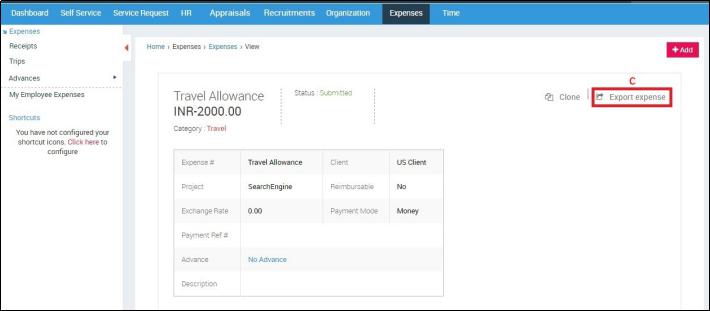 Dashboard Self Service Service Request HR Appraisals Recruitments Organization Expenses Time
Expenses
Receipts
Trips
Advances
My Employee Expenses
Shortcuts
You have not configured your
shortcut icons. Click here to
configure
Home › Expenses › Expenses › View
+ Add
C
Travel Allowance
Status : Submitted
Clone
Export expense
INR-2000.00
Category : Travel
Expense # Travel Allowance Client US Client
Project SearchEngine Reimbursable No
Exchange Rate 0.00 Payment Mode Money
Payment Ref #
Advance No Advance
Description